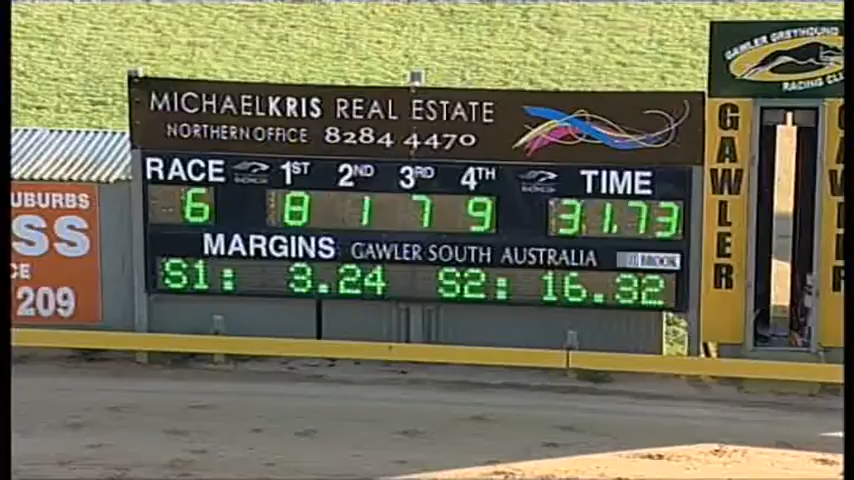 GAWLER GREYHOUND
RACING CLUB
MICHAELKRIS REAL ESTATE
NORTHERN OFFICE 8284 4470
RACE 1ST 2ND 3RD 4TH TIME
6 8 1 7 9 31.73
MARGINS GAWLER SOUTH AUSTRALIA
S1: 3.24 S2: 16.32
GAWLER
UBURBS
SS
CE
209